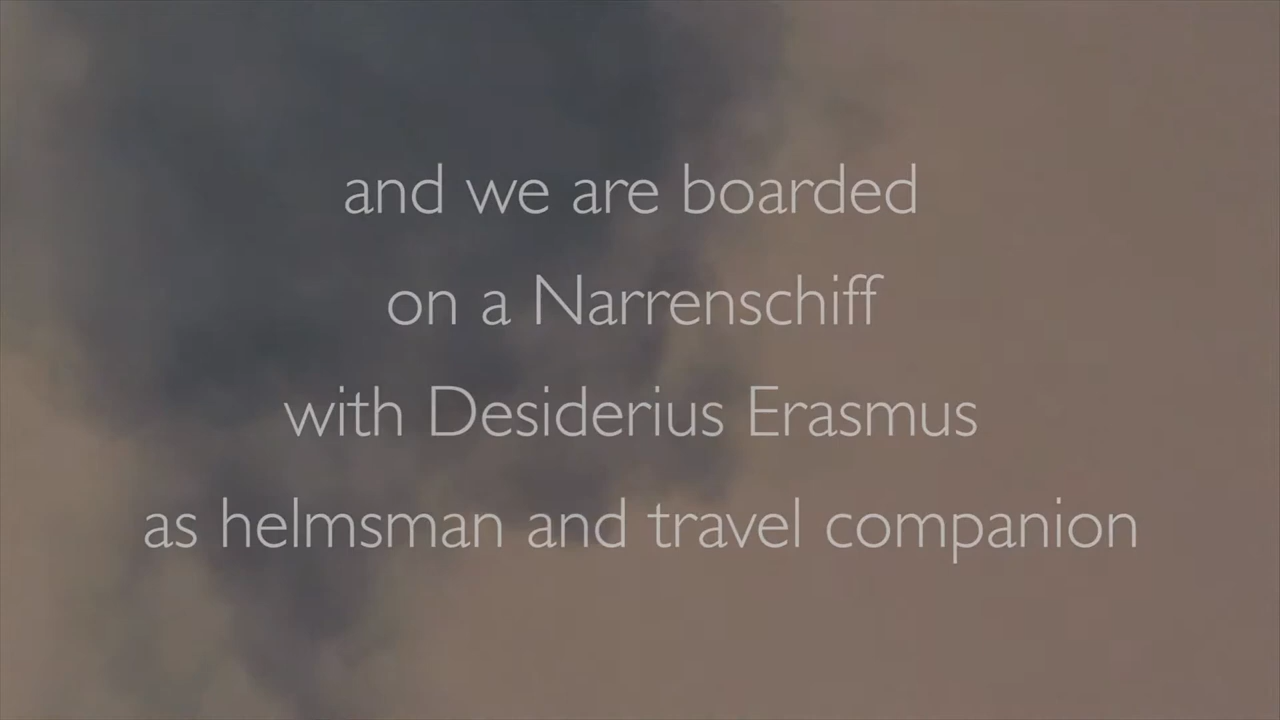 and we are boarded
on a Narrenschiff
with Desiderius Erasmus
as helmsman and travel companion